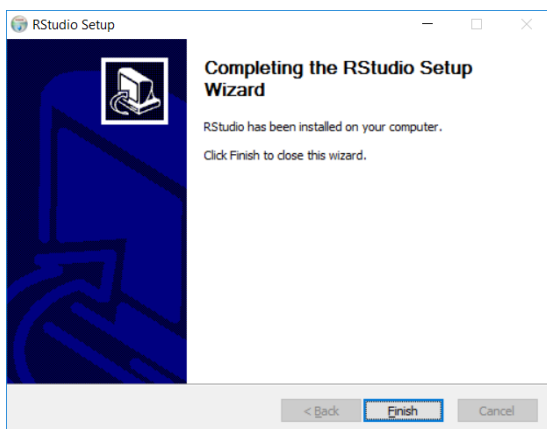 RStudio Setup
Completing the RStudio Setup
Wizard
RStudio has been installed on your computer.
Click Finish to close this wizard.
< Back
Finish
Cancel